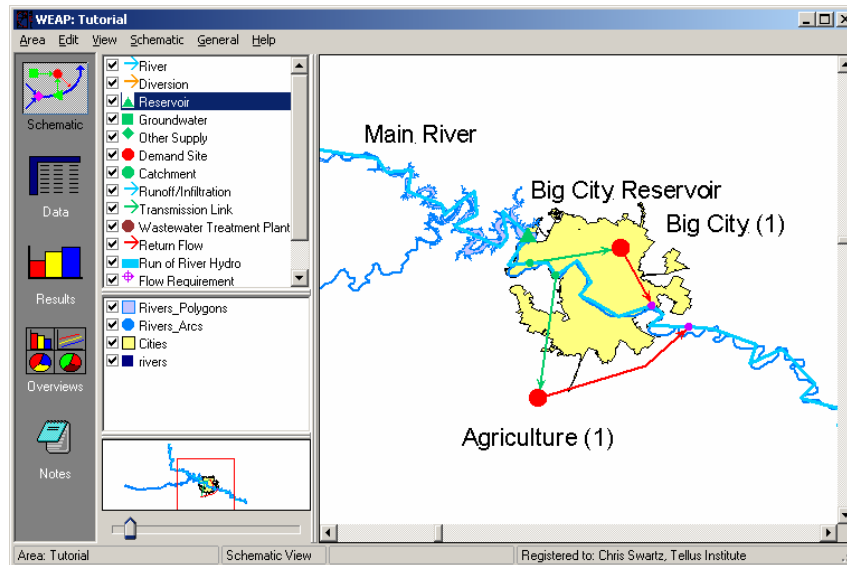 WEAP: Tutorial
Area Edit View Schematic General Help
Schematic
Data
Results
Overviews
Notes
River
Diversion
Reservoir
Groundwater
Other Supply
Demand Site
Catchment
Runoff/Infiltration
Transmission Link
Wastewater Treatment Plant
Return Flow
Run of River Hydro
Flow Requirement
Rivers_Polygons
Rivers_Arcs
Cities
rivers
Main River
Big City Reservoir
Big City (1)
Agriculture (1)
Area: Tutorial
Schematic View
Registered to: Chris Swartz, Tellus Institute